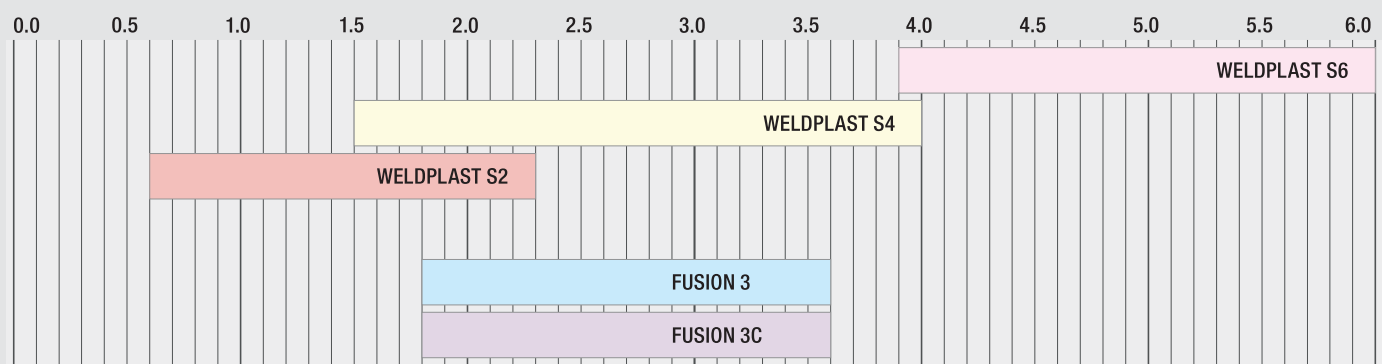 0.0 0.5 1.0 1.5 2.0 2.5 3.0 3.5 4.0 4.5 5.0 5.5 6.0
WELDPLAST S6
WELDPLAST S4
WELDPLAST S2
FUSION 3
FUSION 3C